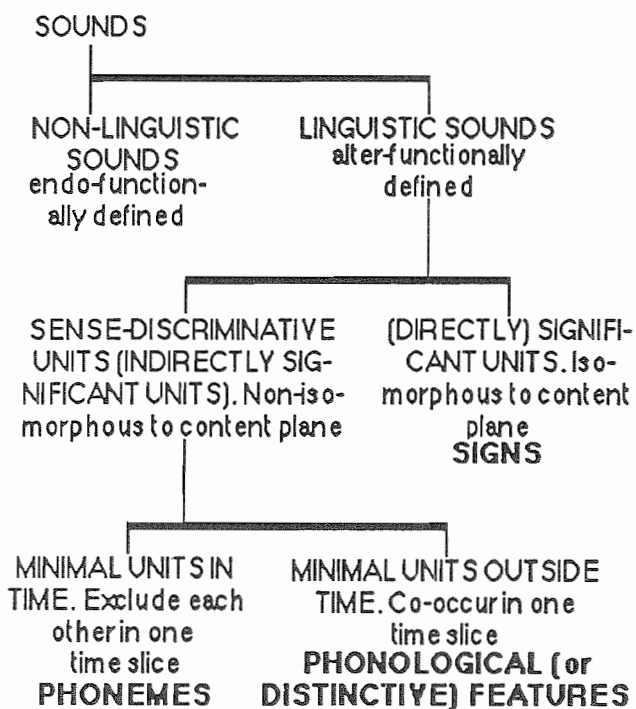 SOUNDS
NON-LINGUISTIC
SOUNDS
endo-function-
ally defined
LINGUISTIC SOUNDS
alter-functionally
defined
SENSE-DISCRIMINATIVE
UNITS (INDIRECTLY SIG-
NIFICANT UNITS). Non-iso-
morphous to content plane
(DIRECTLY) SIGNIFI-
CANT UNITS. Iso-
morphous to content
plane
SIGNS
MINIMAL UNITS IN
TIME. Exclude each
other in one
time slice
PHONEMES
MINIMAL UNITS OUTSIDE
TIME. Co-occur in one
time slice
PHONOLOGICAL (or
DISTINCTIVE) FEATURES